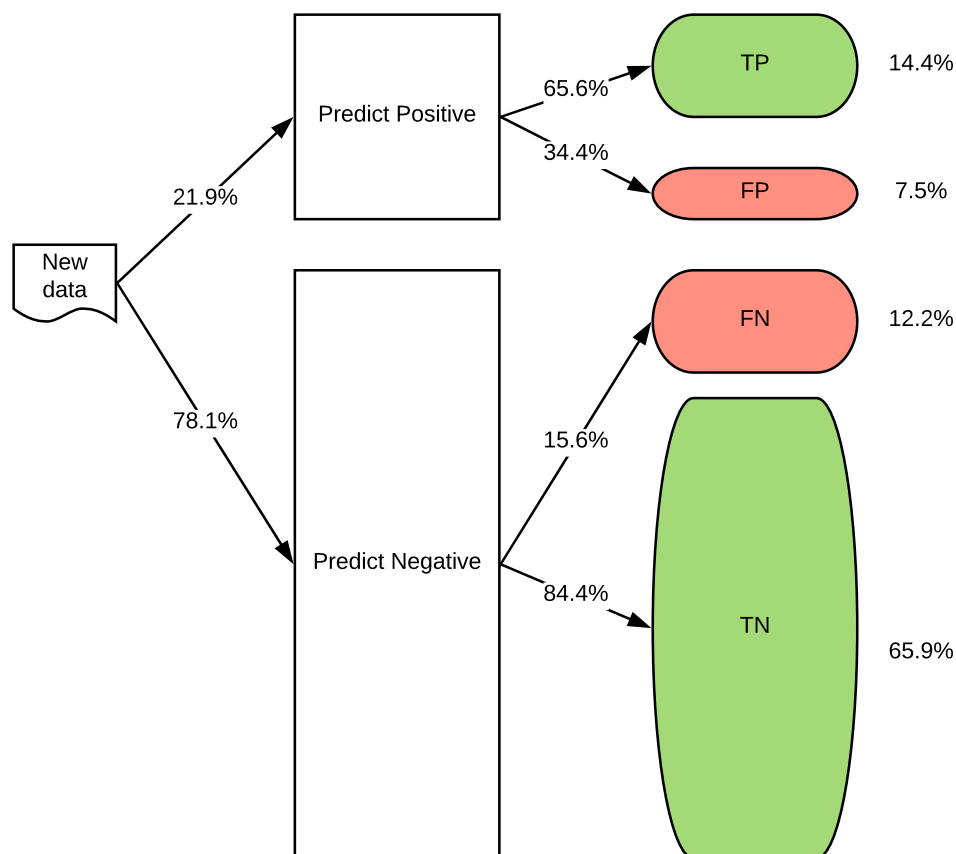 TP
14.4%
65.6%
Predict Positive
34.4%
FP
7.5%
21.9%
New
data
FN
12.2%
78.1%
15.6%
Predict Negative
84.4%
TN
65.9%